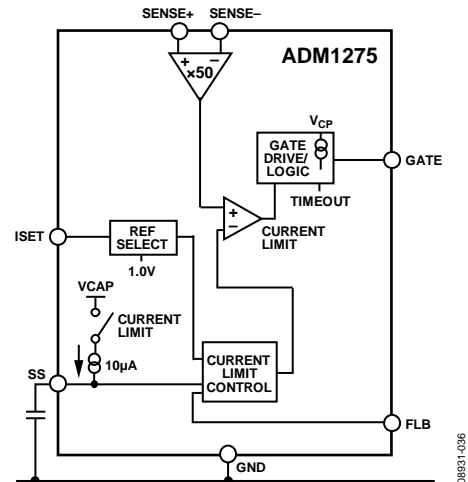 SENSE+ SENSE–
ADM1275
+ –
×50
VCP
GATE
DRIVE/
LOGIC
GATE
TIMEOUT
+
–
CURRENT
LIMIT
ISET
REF
SELECT
1.0V
VCAP
CURRENT
LIMIT
10µA
SS
CURRENT
LIMIT
CONTROL
FLB
GND
08931-036